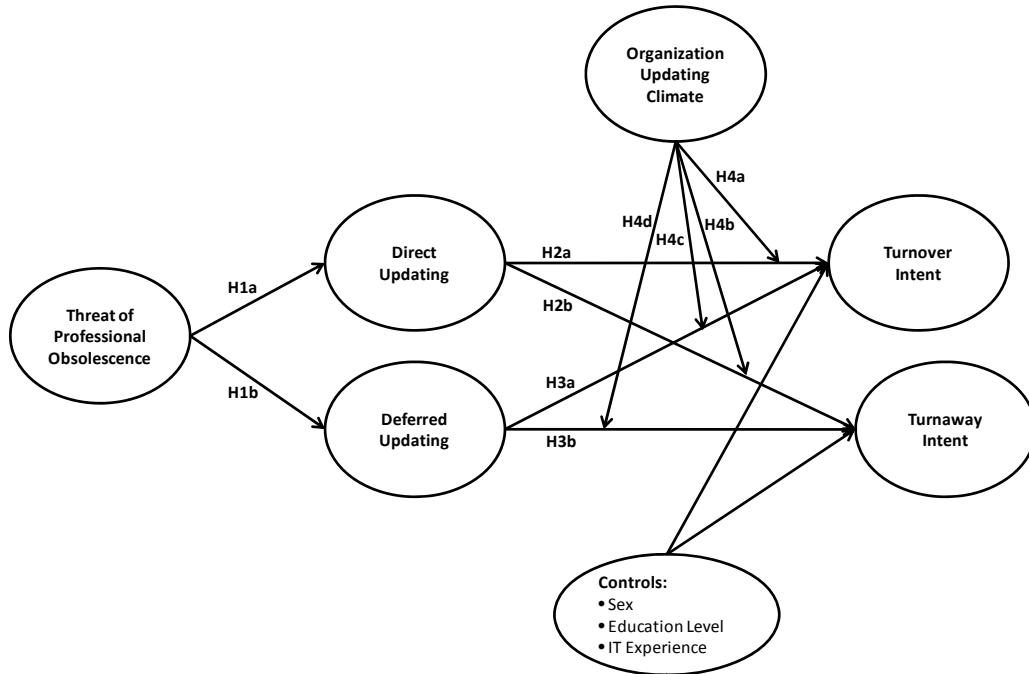 Organization
Updating
Climate
H4a
H4d
H4b
H4c
Direct
Updating
H2a
Turnover
Intent
H1a
H2b
Threat of
Professional
Obsolescence
H1b
H3a
Deferred
Updating
H3b
Turnaway
Intent
Controls:
• Sex
• Education Level
• IT Experience